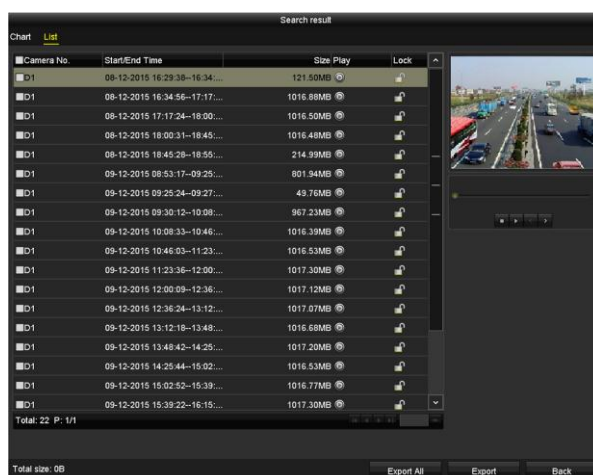 Search result
Chart List
Camera No. Start/End Time Size Play Lock
D1 08-12-2015 16:29:38--16:34:... 121.50MB
D1 08-12-2015 16:34:56--17:17:... 1016.88MB
D1 08-12-2015 17:17:24--18:00:... 1016.50MB
D1 08-12-2015 18:00:31--18:45:... 1016.48MB
D1 08-12-2015 18:45:28--18:55:... 214.99MB
D1 09-12-2015 08:53:17--09:25:... 801.94MB
D1 09-12-2015 09:25:24--09:27:... 49.76MB
D1 09-12-2015 09:30:12--10:08:... 967.23MB
D1 09-12-2015 10:08:33--10:46:... 1016.39MB
D1 09-12-2015 10:46:03--11:23:... 1016.53MB
D1 09-12-2015 11:23:36--12:00:... 1017.30MB
D1 09-12-2015 12:00:09--12:36:... 1017.12MB
D1 09-12-2015 12:36:24--13:12:... 1017.07MB
D1 09-12-2015 13:12:18--13:48:... 1016.68MB
D1 09-12-2015 13:48:42--14:25:... 1017.20MB
D1 09-12-2015 14:25:44--15:02:... 1016.53MB
D1 09-12-2015 15:02:52--15:39:... 1016.77MB
D1 09-12-2015 15:39:22--16:15:... 1017.30MB
Total: 22 P: 1/1
Total size: 0B Export All Export Back